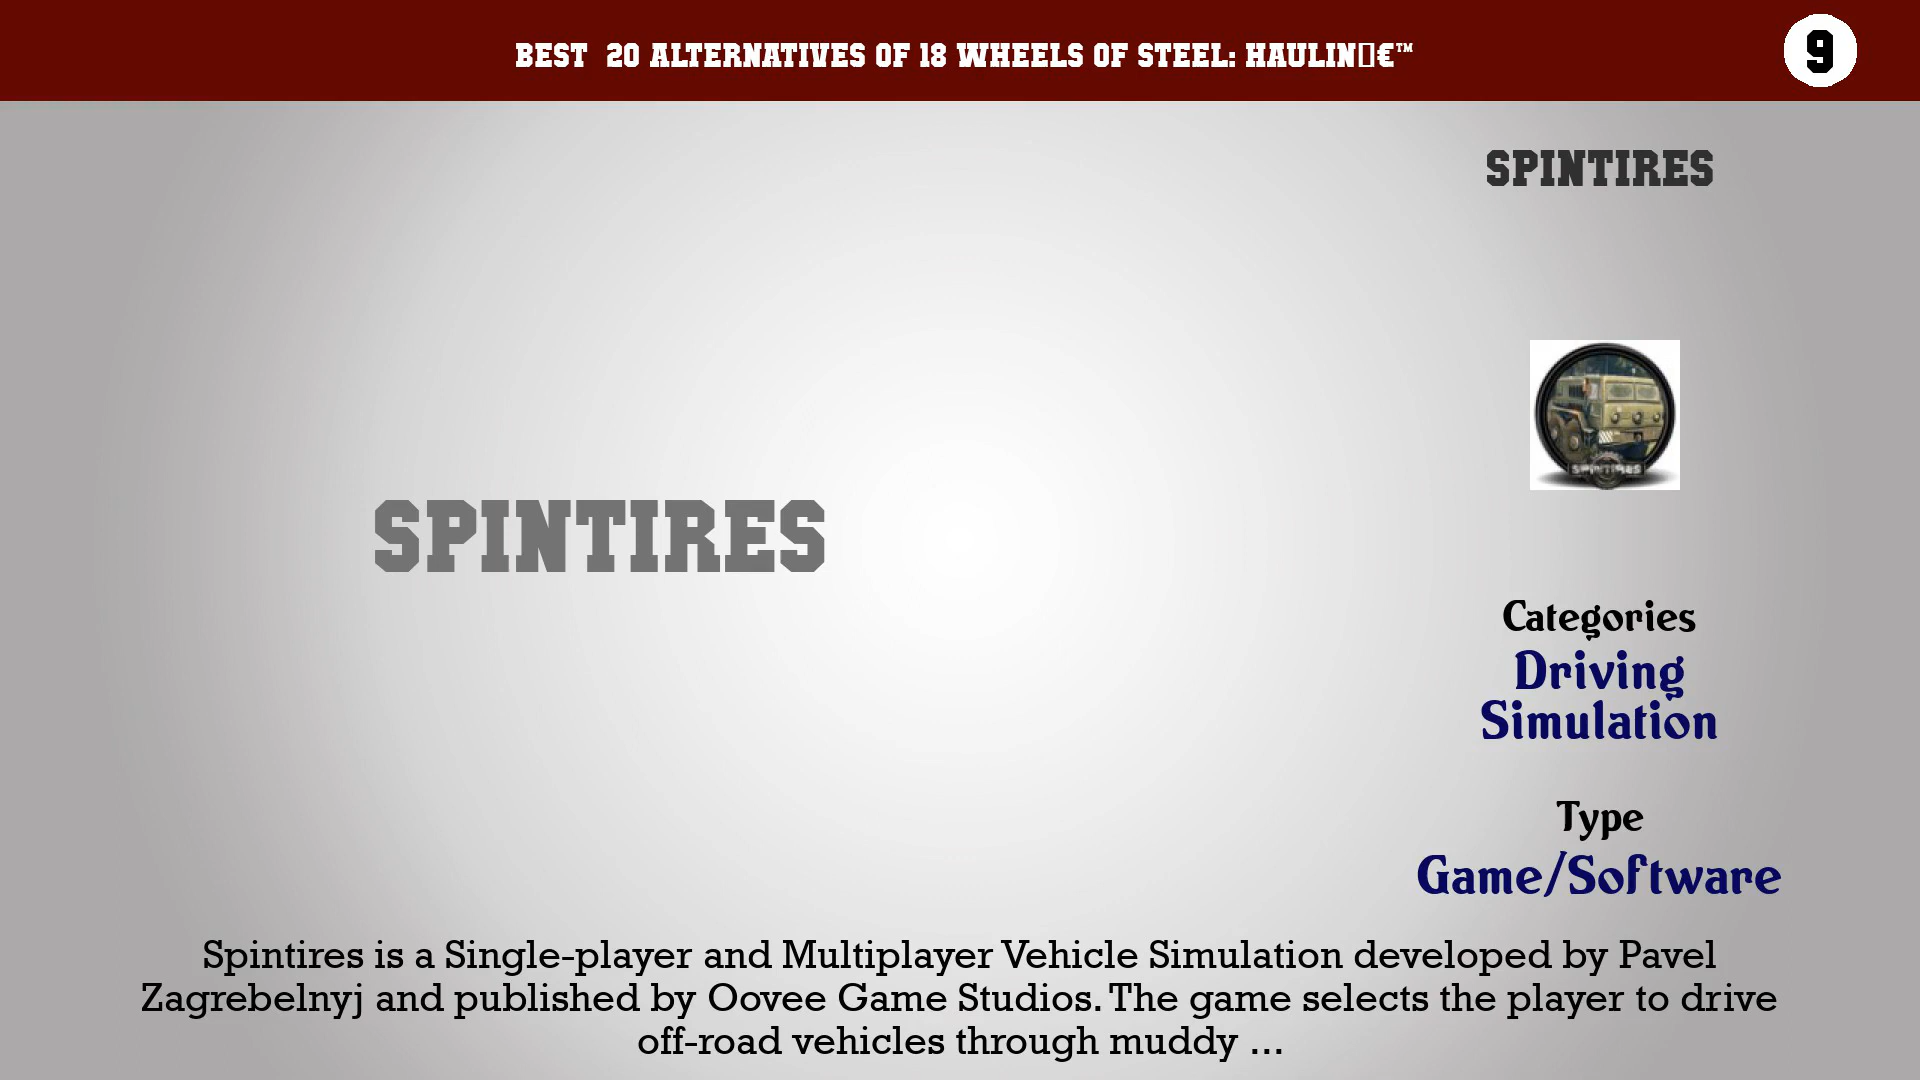 BEST 20 ALTERNATIVES OF 18 WHEELS OF STEEL: HAULIN▯€™
9
SPINTIRES
SPINTIRES
SPINTIRES
Categories
Driving
Simulation
Type
Game/Software
Spintires is a Single-player and Multiplayer Vehicle Simulation developed by Pavel
Zagrebelnyj and published by Oovee Game Studios. The game selects the player to drive
off-road vehicles through muddy ...